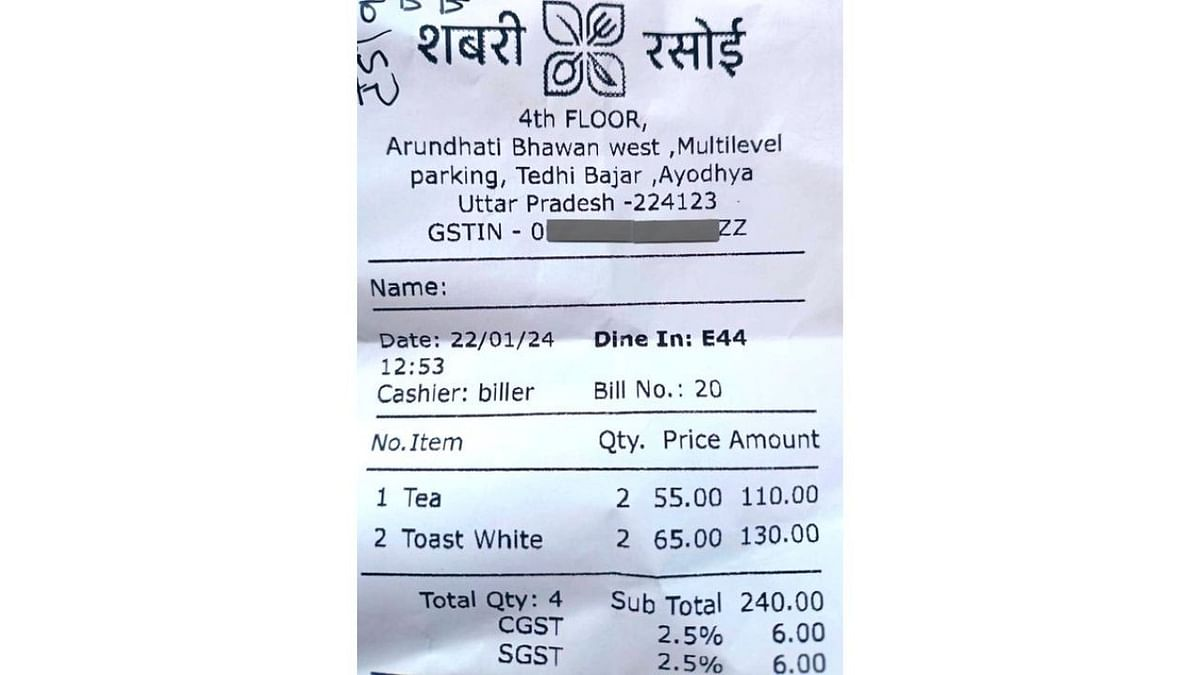 शबरी रसोई
4th FLOOR,
Arundhati Bhawan west ,Multilevel
parking, Tedhi Bajar ,Ayodhya
Uttar Pradesh -224123
GSTIN - 0 ZZ
Name:
Date: 22/01/24 Dine In: E44
12:53
Cashier: biller Bill No.: 20
No.Item Qty. Price Amount
1 Tea 2 55.00 110.00
2 Toast White 2 65.00 130.00
Total Qty: 4 Sub Total 240.00
CGST 2.5% 6.00
SGST 2.5% 6.00